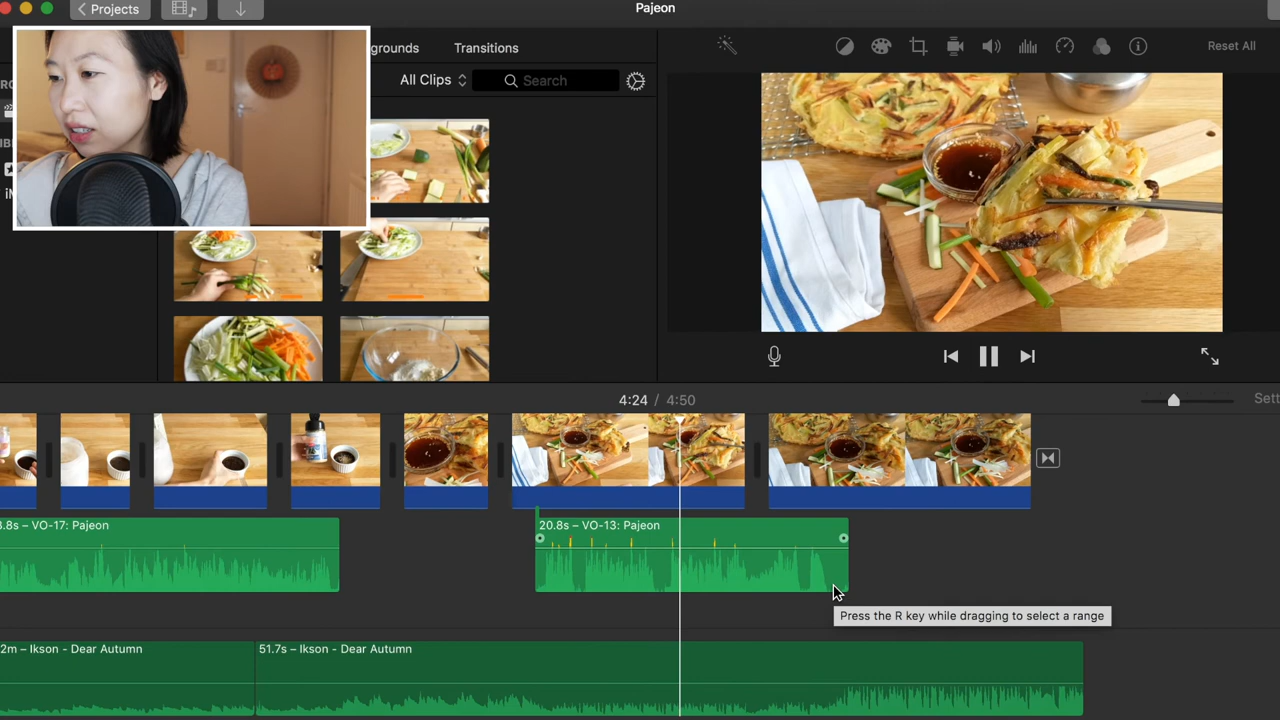 Projects
Pajeon
grounds
Transitions
Reset All
All Clips
Search
4:24 / 4:50
3.8s – VO-17: Pajeon
20.8s – VO-13: Pajeon
Press the R key while dragging to select a range
2m – Ikson - Dear Autumn
51.7s – Ikson - Dear Autumn